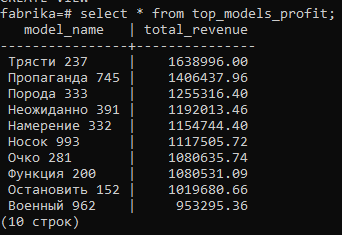 CREATE VIEW
fabrika=# select * from top_models_profit;
   model_name    | total_revenue
-----------------+---------------
 Трясти 237      |    1638996.00
 Пропаганда 745  |    1406437.96
 Порода 333      |    1255316.40
 Неожиданно 391  |    1192013.46
 Намерение 332   |    1154744.40
 Носок 993       |    1117505.72
 Очко 281        |    1080635.74
 Функция 200     |    1080531.09
 Остановить 152  |    1019680.66
 Военный 962     |     953295.36
(10 строк)